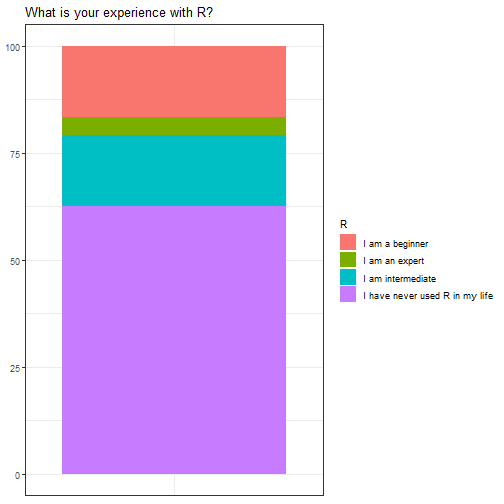 What is your experience with R?
100
75
50
25
0
R
I am a beginner
I am an expert
I am intermediate
I have never used R in my life